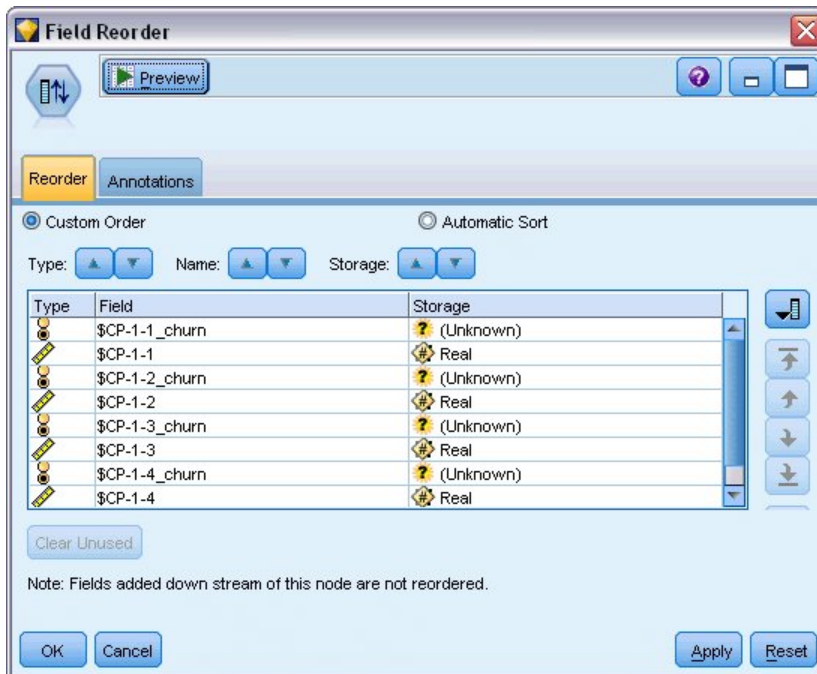 Field Reorder
Preview
Reorder Annotations
Custom Order Automatic Sort
Type: Name: Storage:
Type Field Storage
$CP-1-1_churn (Unknown)
$CP-1-1 Real
$CP-1-2_churn (Unknown)
$CP-1-2 Real
$CP-1-3_churn (Unknown)
$CP-1-3 Real
$CP-1-4_churn (Unknown)
$CP-1-4 Real
Clear Unused
Note: Fields added down stream of this node are not reordered.
OK Cancel Apply Reset